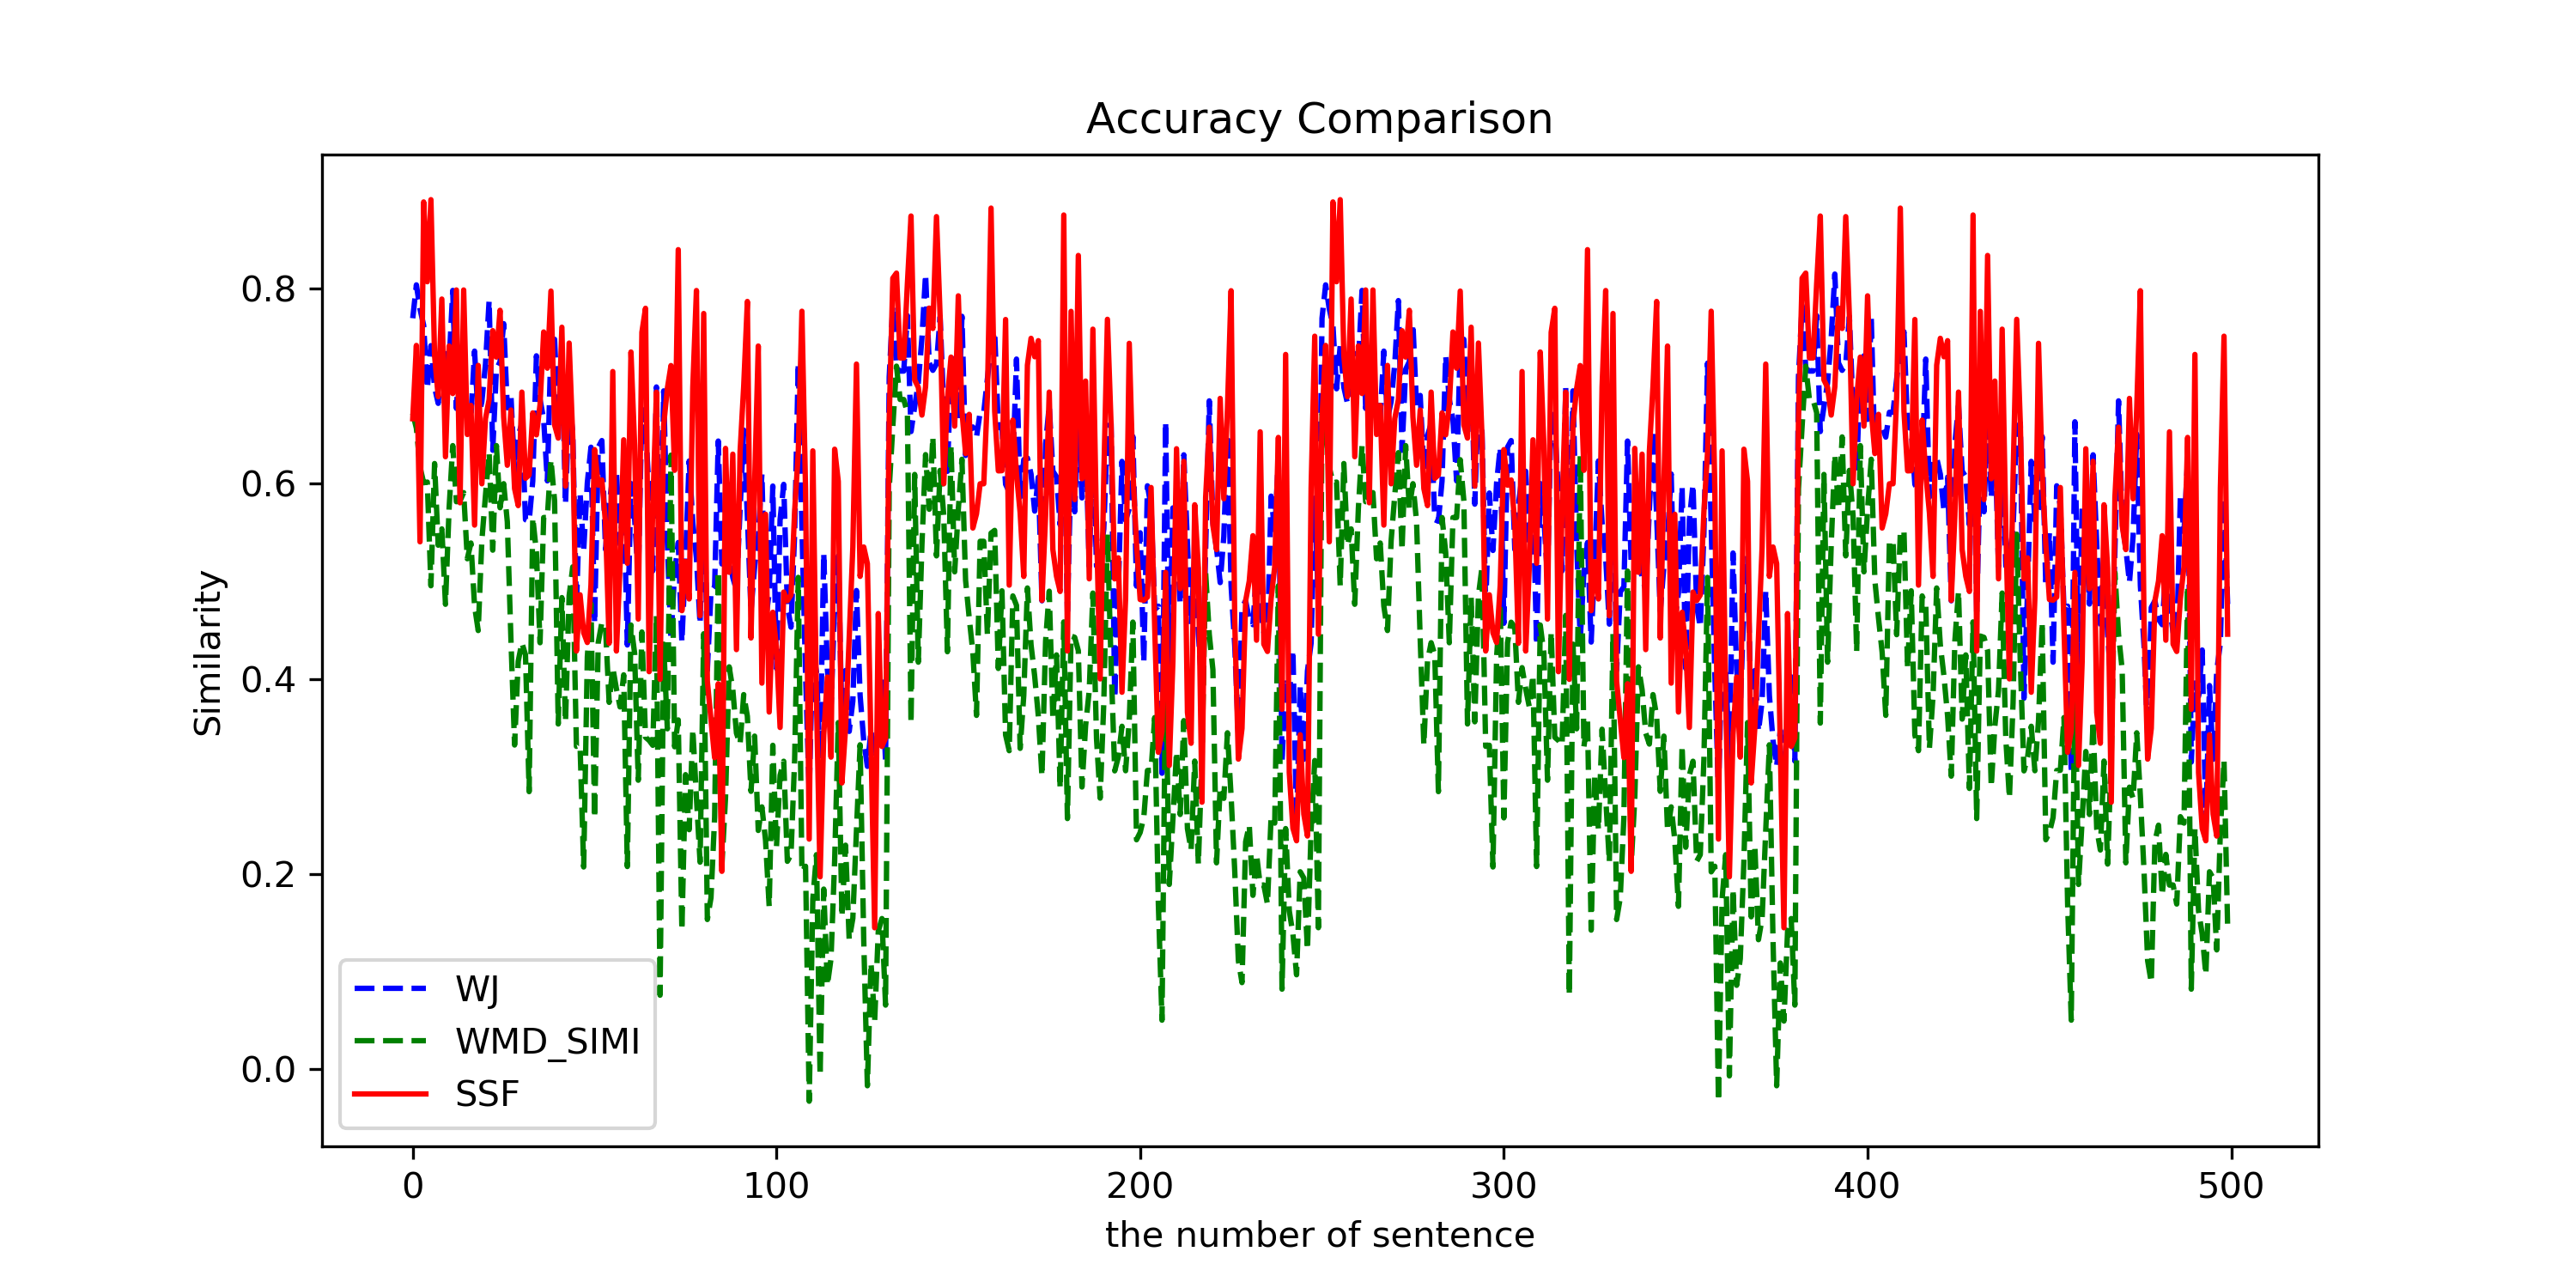 Accuracy Comparison
Similarity
0.8
0.6
0.4
0.2
0.0
WJ
WMD_SIMI
SSF
0 100 200 300 400 500
the number of sentence